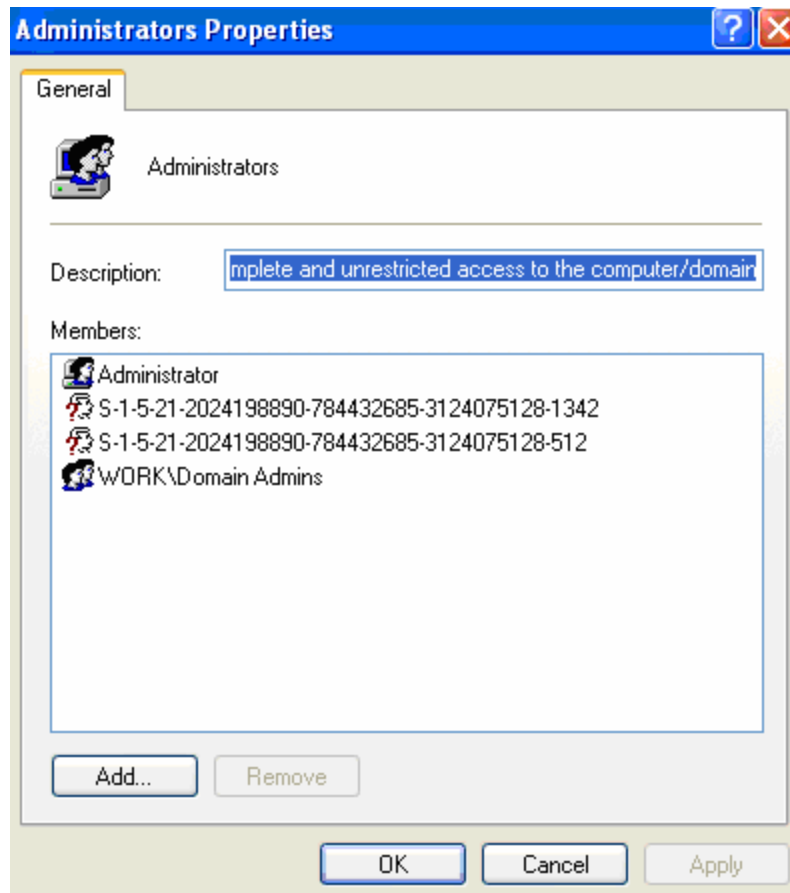 Administrators Properties
General
Administrators
Description: mplete and unrestricted access to the computer/domain
Members:
Administrator
S-1-5-21-2024198890-784432685-3124075128-1342
S-1-5-21-2024198890-784432685-3124075128-512
WORK\Domain Admins
Add... Remove
OK Cancel Apply